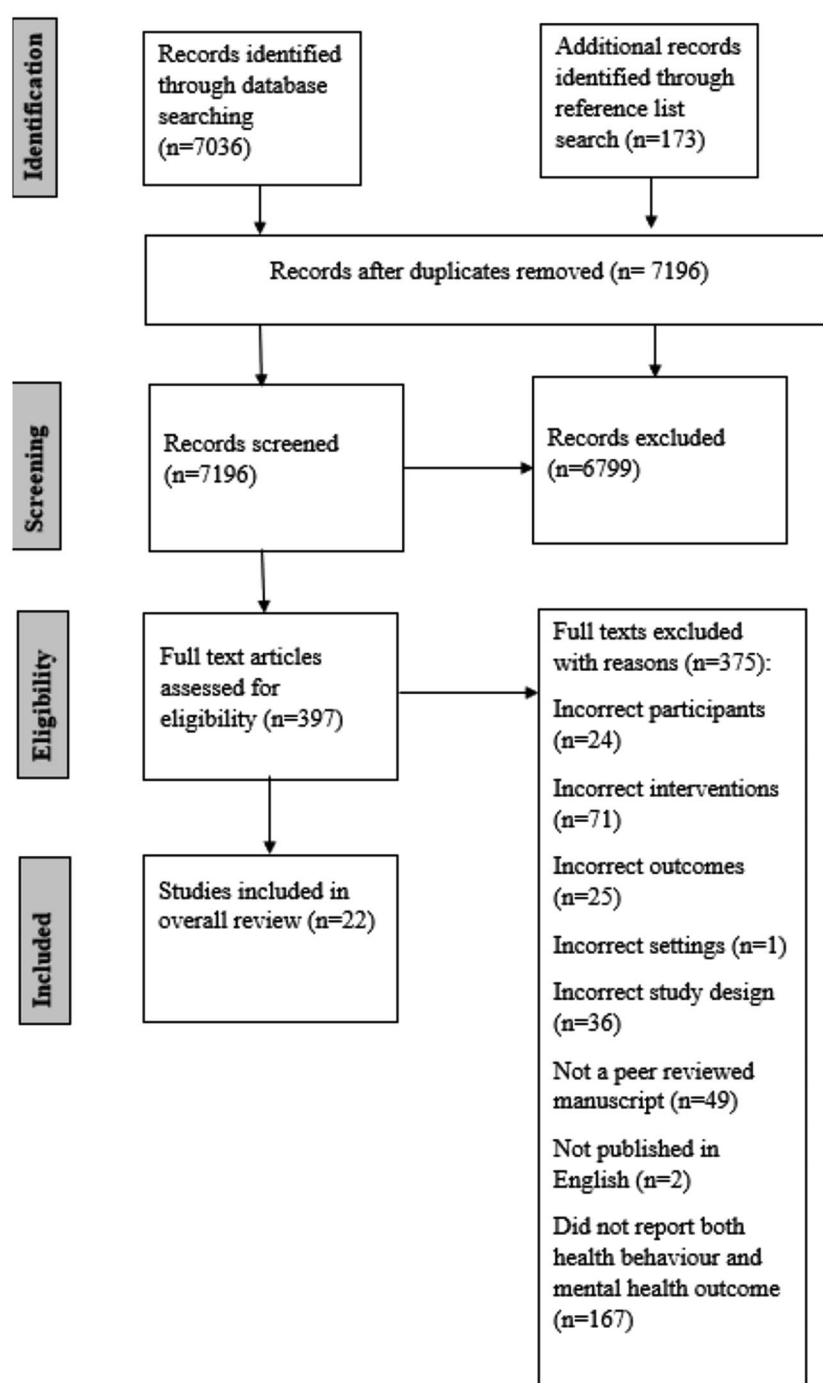 Identification
Records identified
through database
searching
(n=7036)
Additional records
identified through
reference list
search (n=173)
Records after duplicates removed (n= 7196)
Screening
Records screened
(n=7196)
Records excluded
(n=6799)
Eligibility
Full text articles
assessed for
eligibility (n=397)
Full texts excluded
with reasons (n=375):
Incorrect participants
(n=24)
Incorrect interventions
(n=71)
Incorrect outcomes
(n=25)
Incorrect settings (n=1)
Incorrect study design
(n=36)
Not a peer reviewed
manuscript (n=49)
Not published in
English (n=2)
Did not report both
health behaviour and
mental health outcome
(n=167)
Included
Studies included in
overall review (n=22)